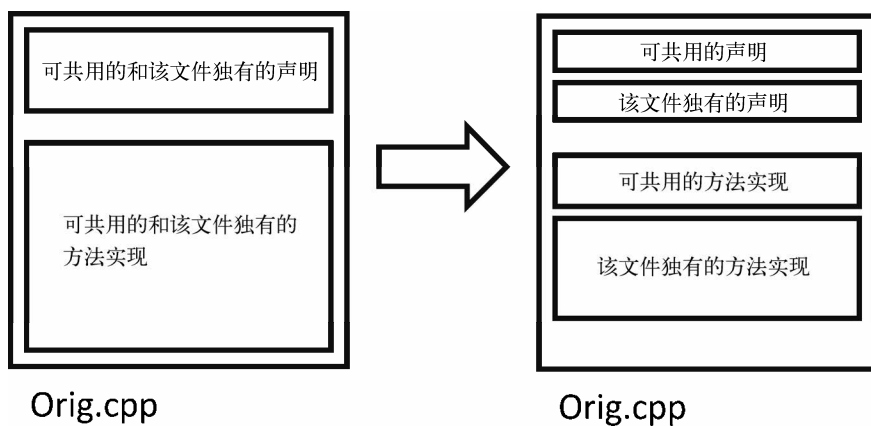 可共用的和该文件独有的声明
可共用的和该文件独有的
方法实现
Orig.cpp
可共用的声明
该文件独有的声明
可共用的方法实现
该文件独有的方法实现
Orig.cpp